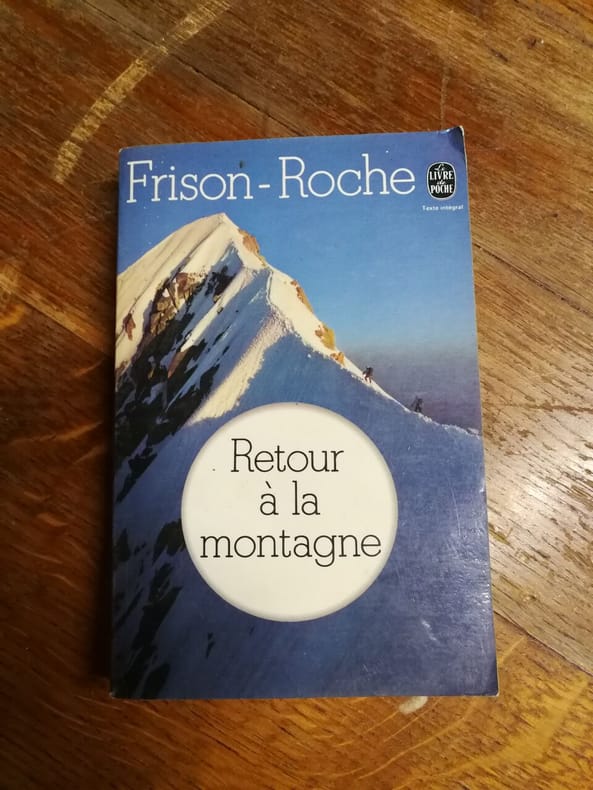 Frison-Roche
Le
LIVRE
de
POCHE
Texte intégral
Retour
à la
montagne